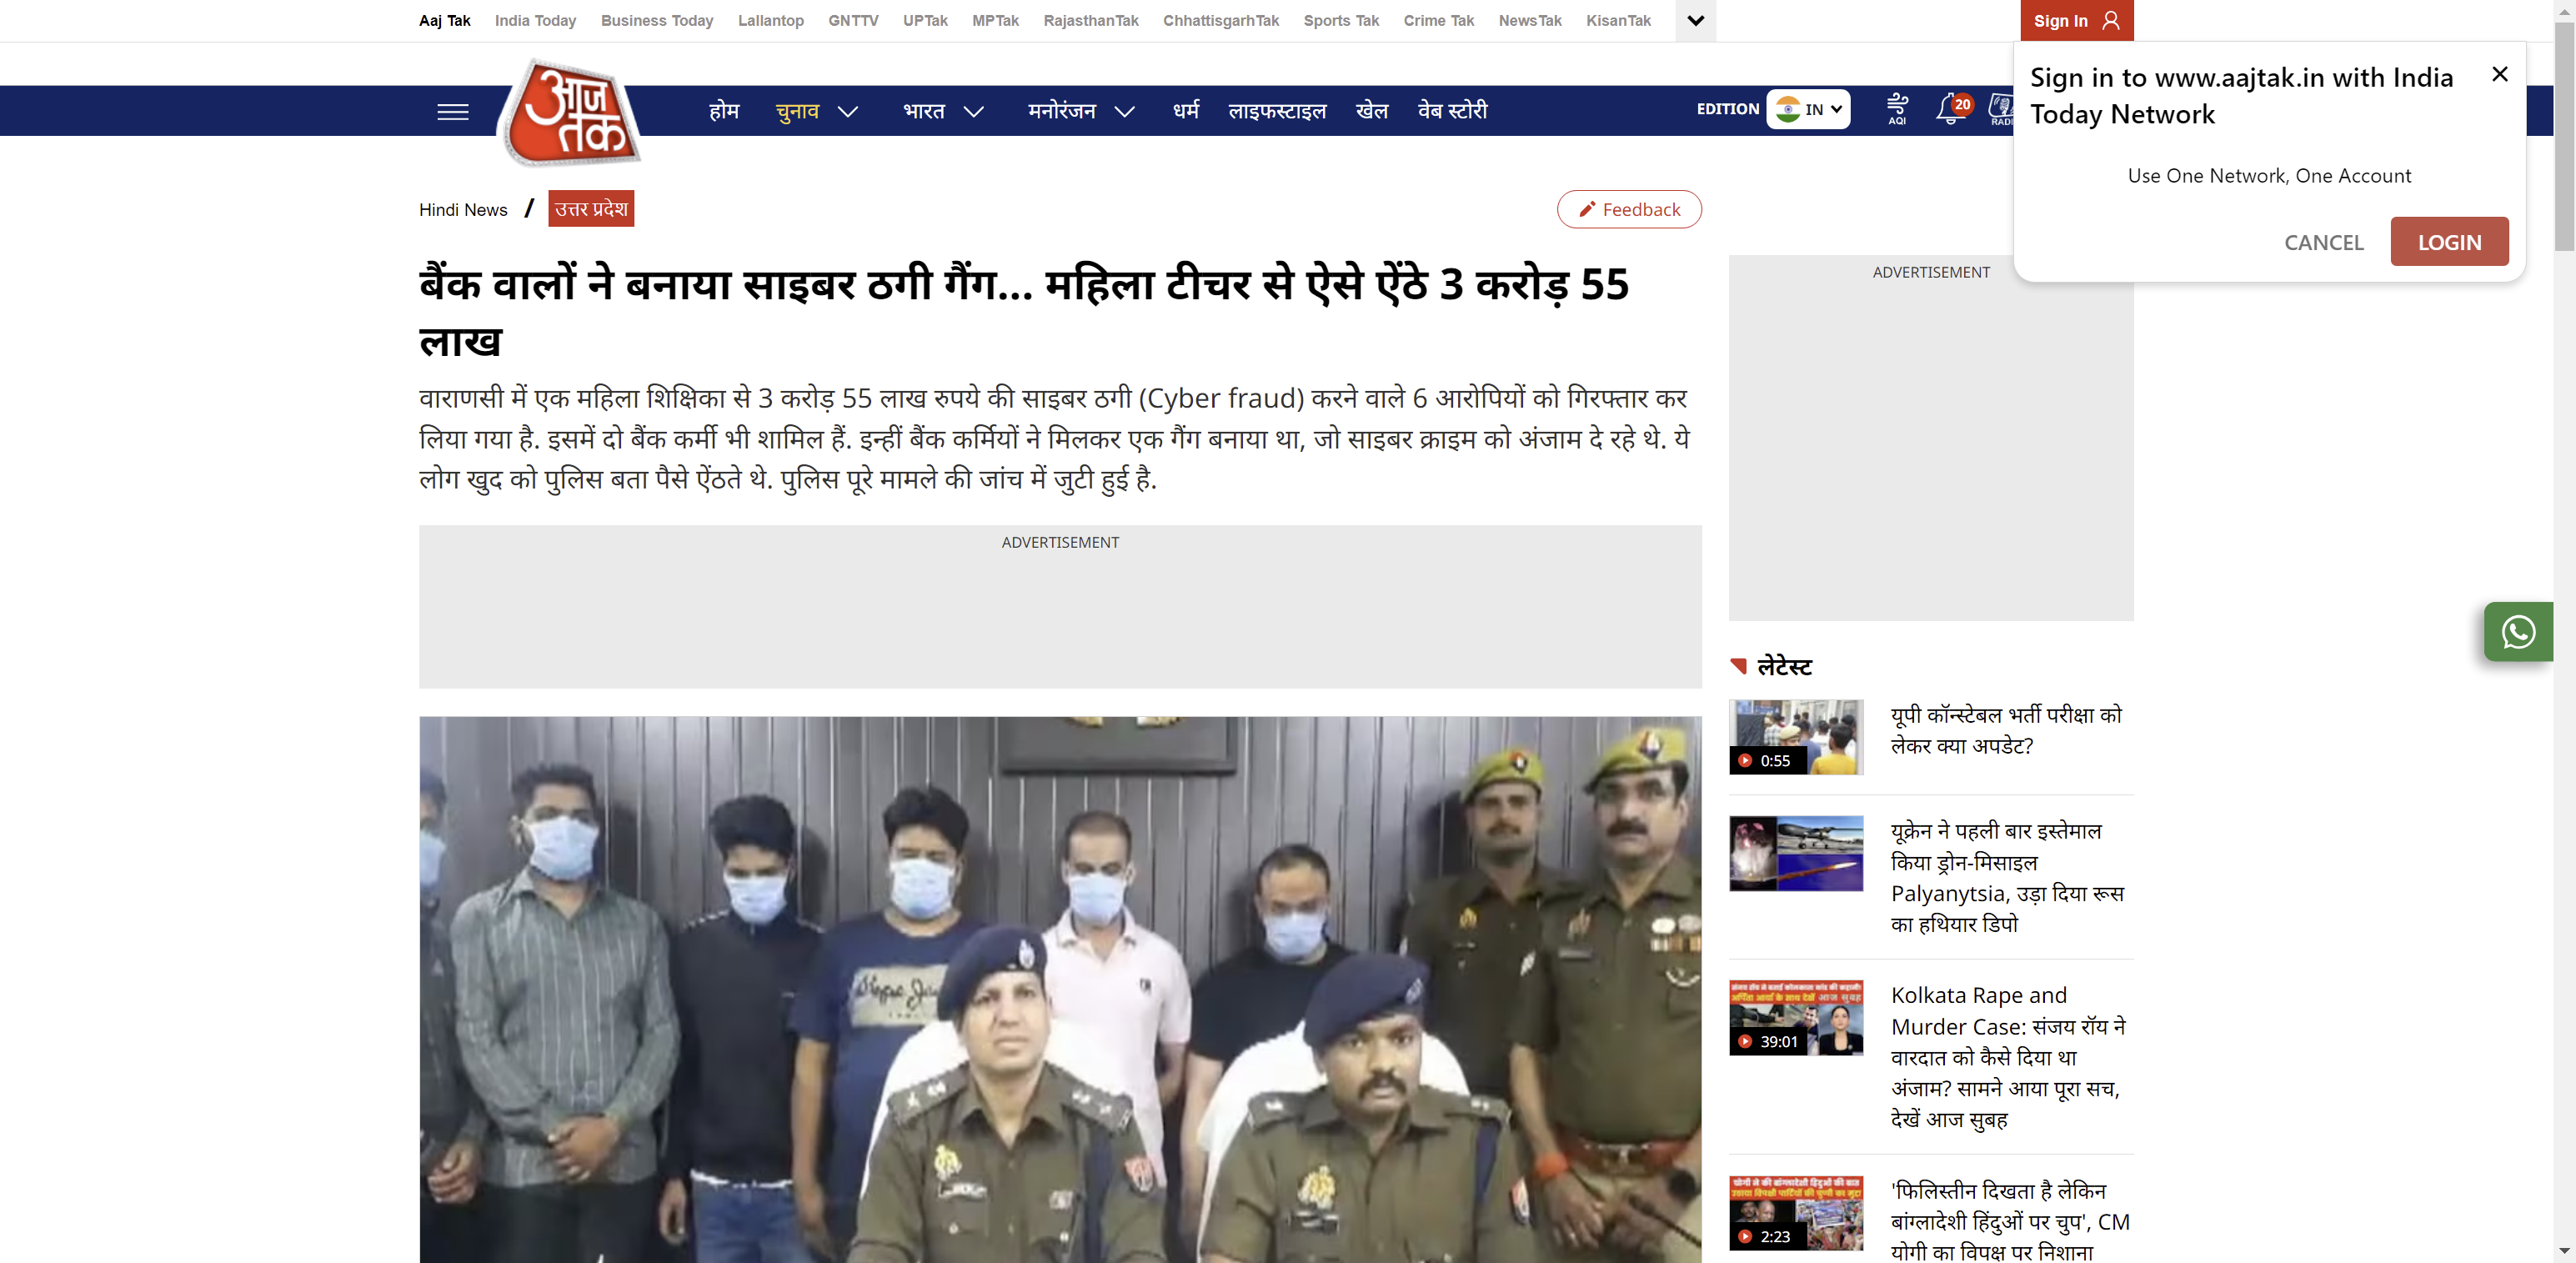 Aaj Tak India Today Business Today Lallantop GNTTV UPTak MPTak RajasthanTak ChhattisgarhTak Sports Tak Crime Tak NewsTak KisanTak Sign In
Sign in to www.aajtak.in with India
Today Network
Use One Network, One Account
CANCEL LOGIN
आज
तक
होम चुनाव भारत मनोरंजन धर्म लाइफस्टाइल खेल वेब स्टोरी EDITION IN AQI 20
Hindi News / उत्तर प्रदेश Feedback
बैंक वालों ने बनाया साइबर ठगी गैंग... महिला टीचर से ऐसे ऐंठे 3 करोड़ 55
लाख
वाराणसी में एक महिला शिक्षिका से 3 करोड़ 55 लाख रुपये की साइबर ठगी (Cyber fraud) करने वाले 6 आरोपियों को गिरफ्तार कर
लिया गया है. इसमें दो बैंक कर्मी भी शामिल हैं. इन्हीं बैंक कर्मियों ने मिलकर एक गैंग बनाया था, जो साइबर क्राइम को अंजाम दे रहे थे. ये
लोग खुद को पुलिस बता पैसे ऐंठते थे. पुलिस पूरे मामले की जांच में जुटी हुई है.
ADVERTISEMENT
ADVERTISEMENT
लेटेस्ट
0:55
यूपी कॉन्स्टेबल भर्ती परीक्षा को
लेकर क्या अपडेट?
यूक्रेन ने पहली बार इस्तेमाल
किया ड्रोन-मिसाइल
Palyanytsia, उड़ा दिया रूस
का हथियार डिपो
39:01
Kolkata Rape and
Murder Case: संजय रॉय ने
वारदात को कैसे दिया था
अंजाम? सामने आया पूरा सच,
देखें आज सुबह
2:23
'फिलिस्तीन दिखता है लेकिन
बांग्लादेशी हिंदुओं पर चुप', CM
योगी का विपक्ष पर निशाना